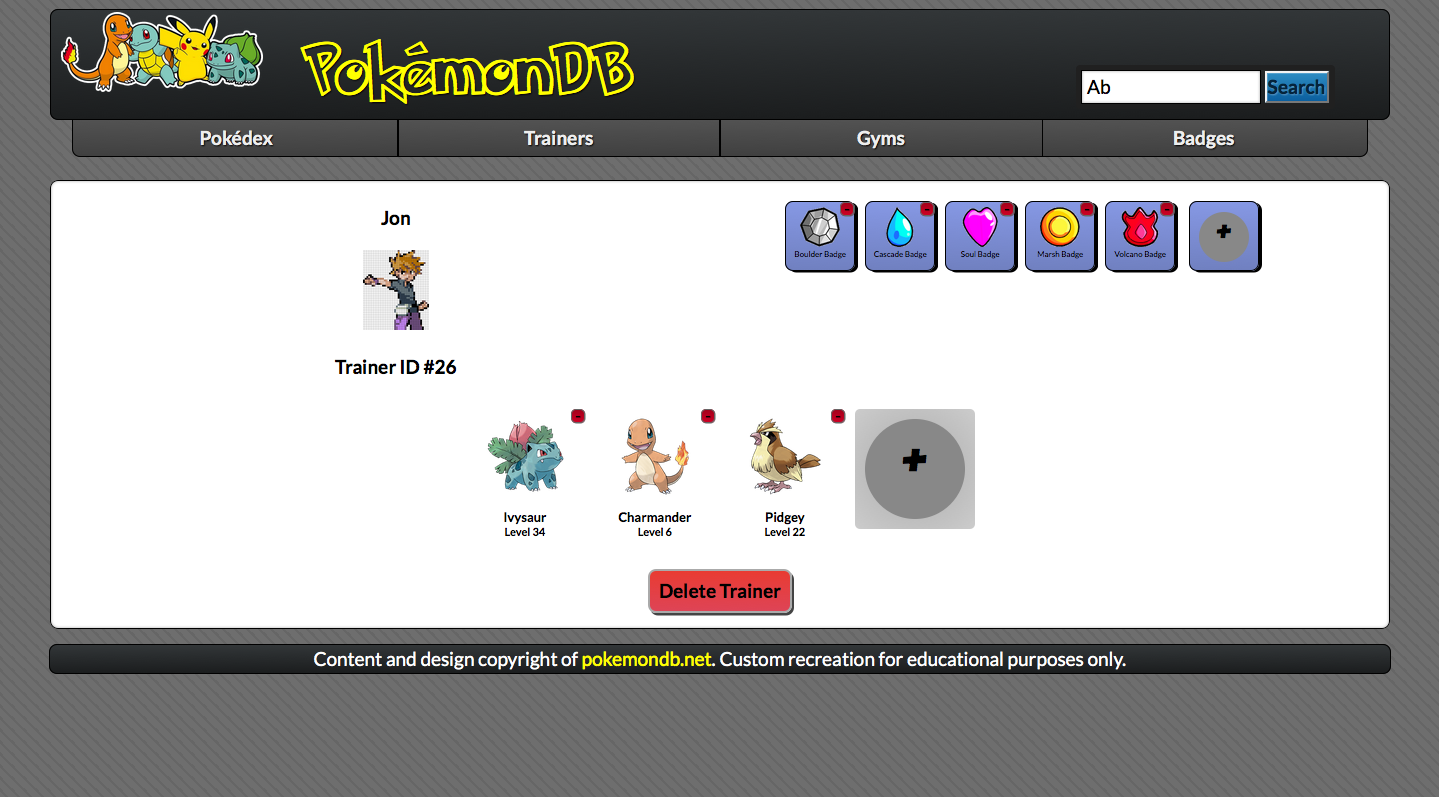 PokémonDB
Ab
Search
Pokédex
Trainers
Gyms
Badges
Jon
Boulder Badge
Cascade Badge
Soul Badge
Marsh Badge
Volcano Badge
+
Trainer ID #26
Ivysaur
Level 34
Charmander
Level 6
Pidgey
Level 22
+
Delete Trainer
Content and design copyright of pokemondb.net. Custom recreation for educational purposes only.